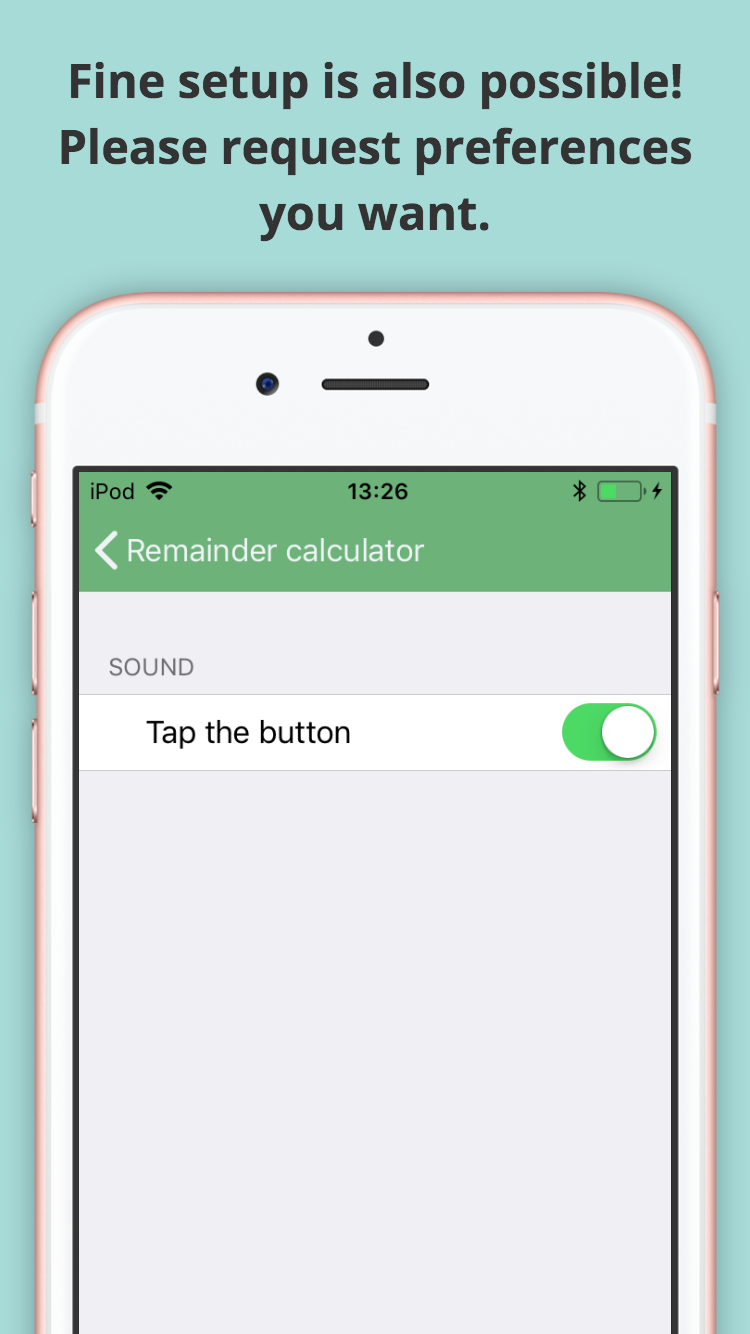 Fine setup is also possible!
Please request preferences
you want.
iPod 13:26
Remainder calculator
SOUND
Tap the button